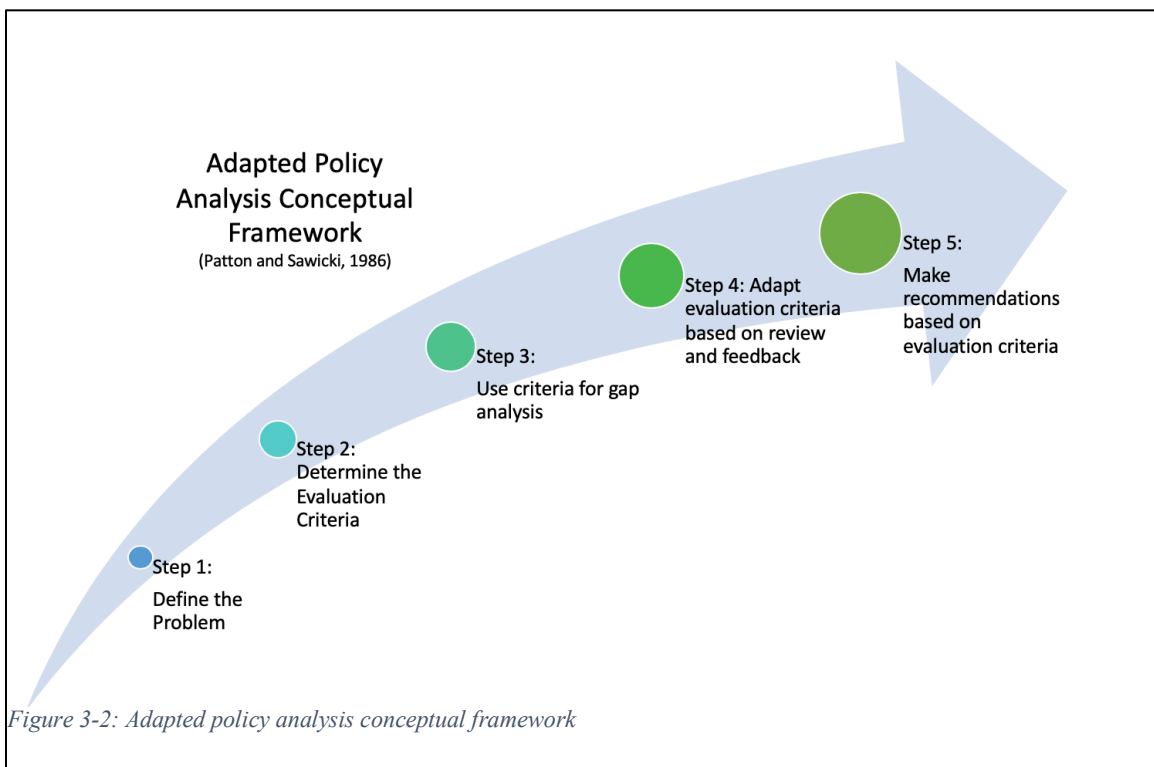 Adapted Policy
Analysis Conceptual
Framework
(Patton and Sawicki, 1986)
Step 1:
Define the
Problem
Step 2:
Determine the
Evaluation
Criteria
Step 3:
Use criteria for gap
analysis
Step 4: Adapt
evaluation criteria
based on review
and feedback
Step 5:
Make
recommendations
based on
evaluation criteria
Figure 3-2: Adapted policy analysis conceptual framework